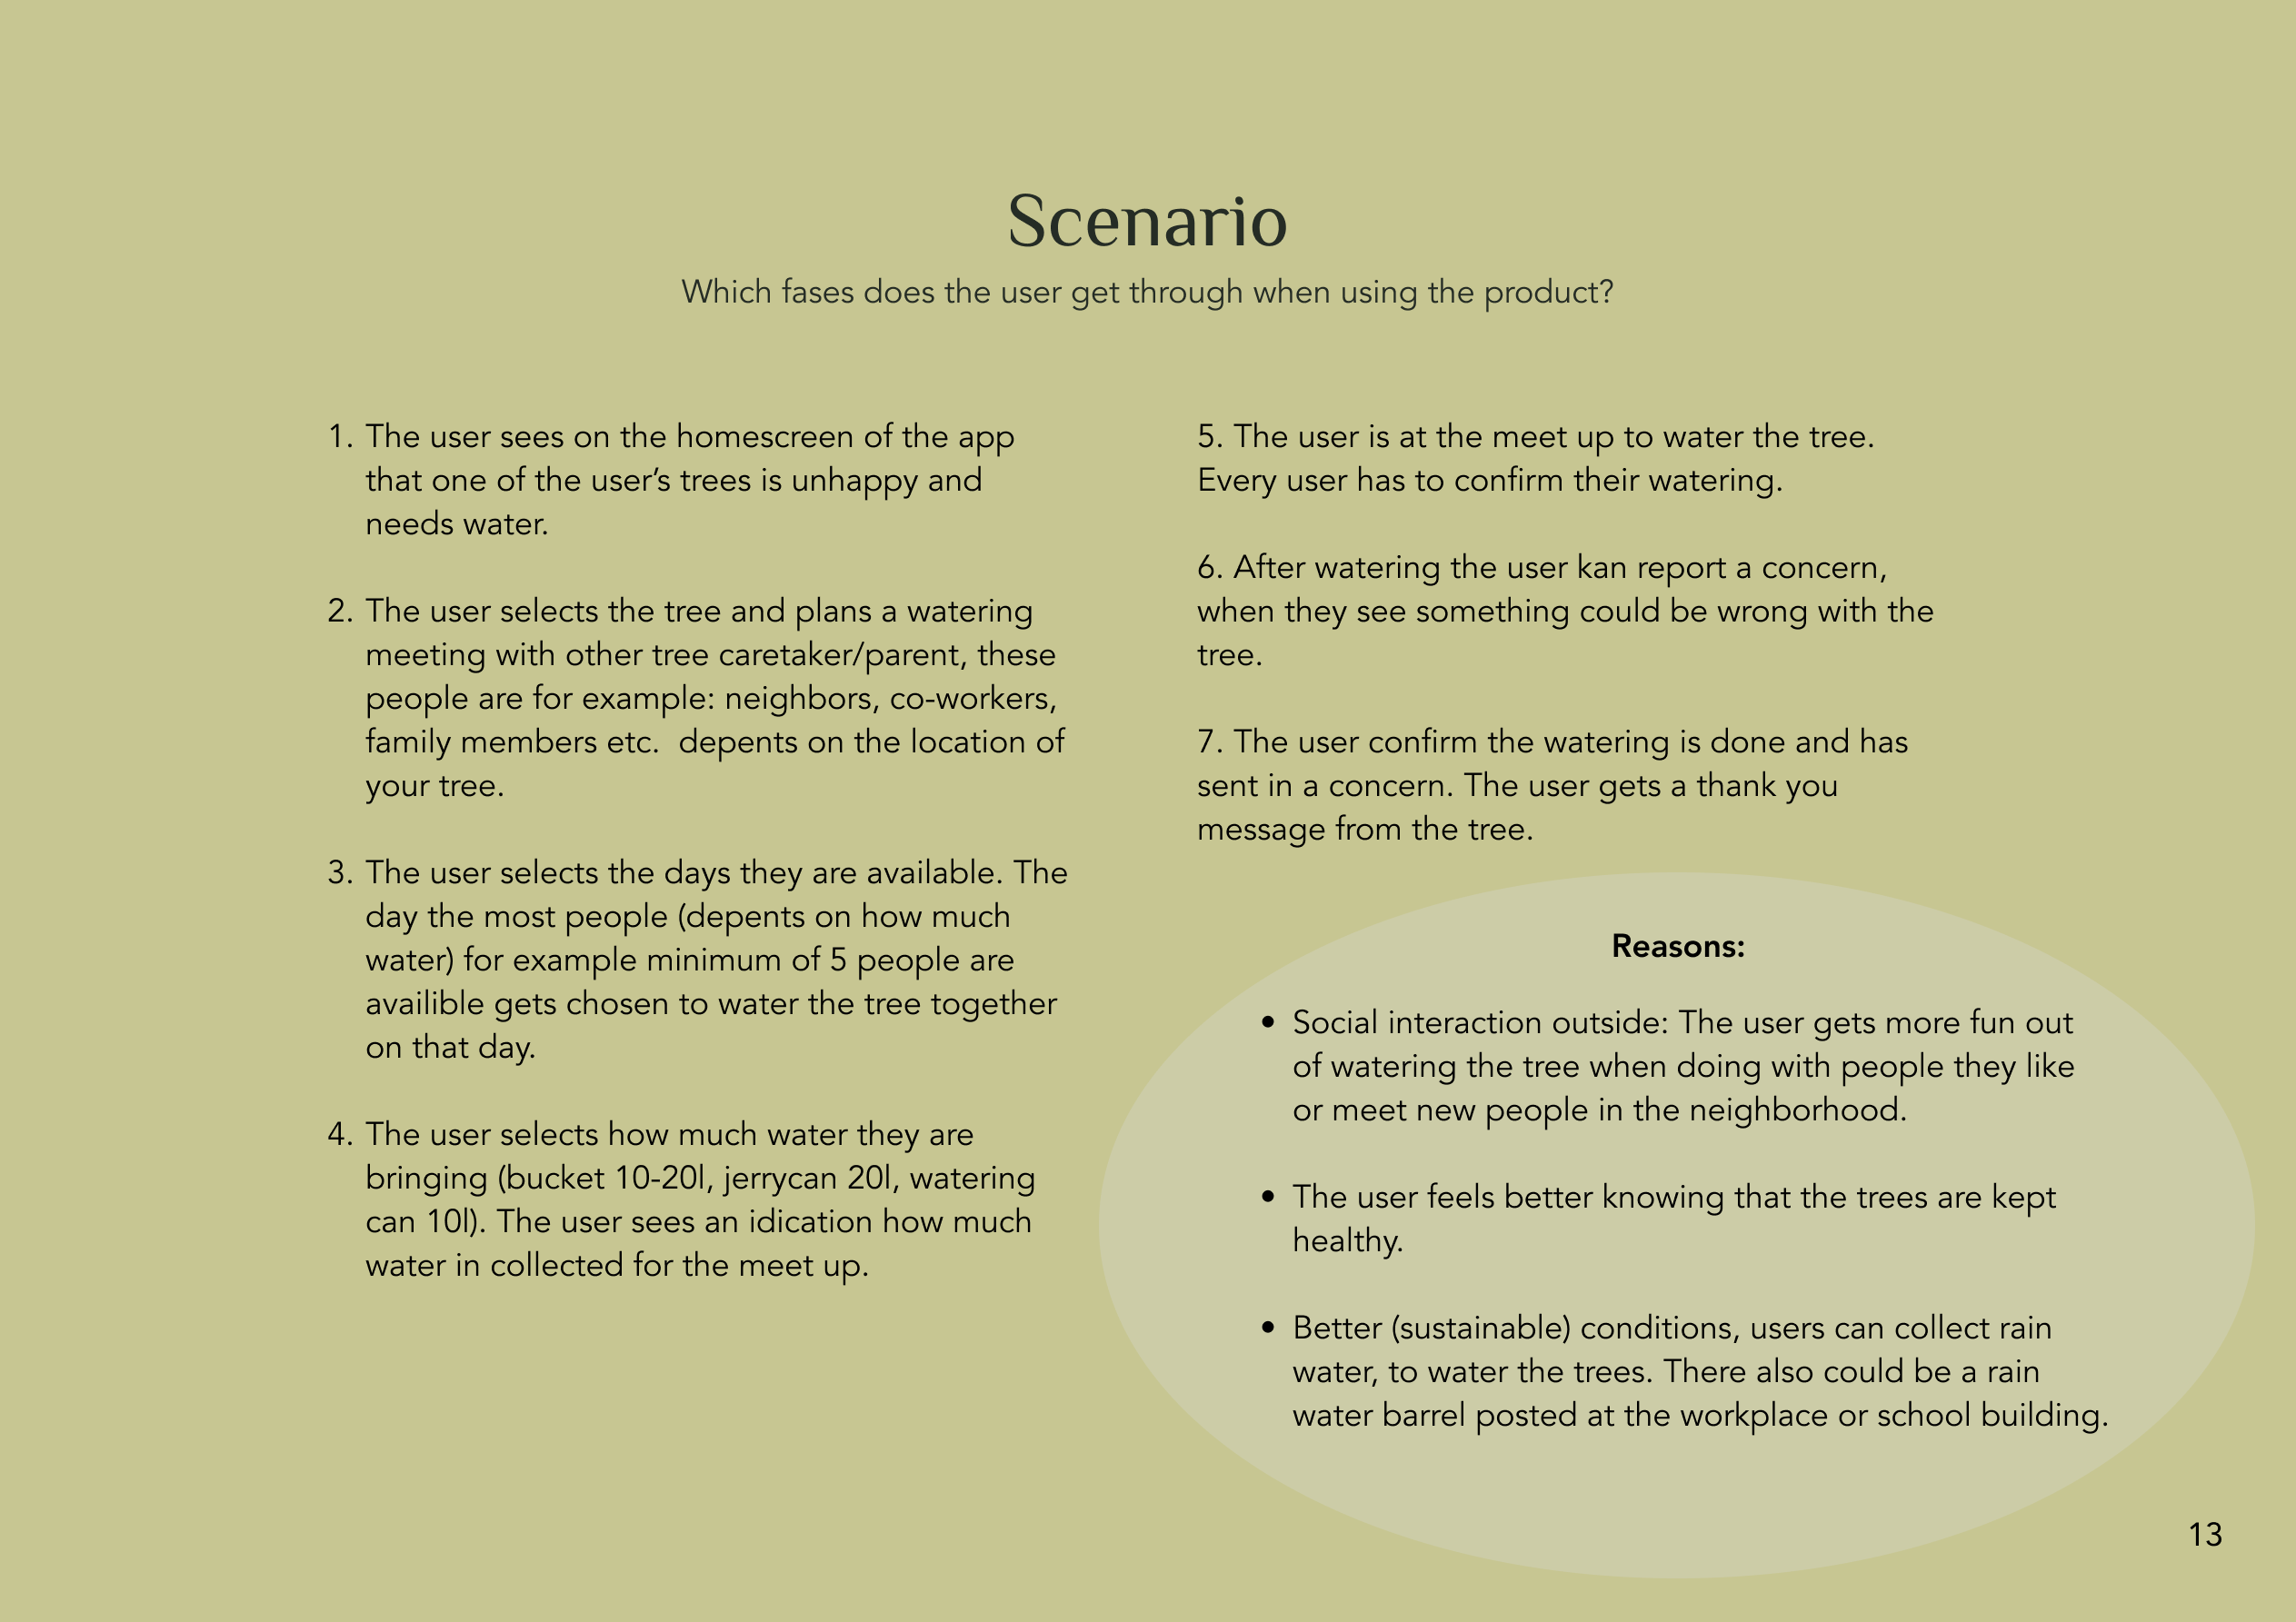 Scenario
Which fases does the user get through when using the product?
1. The user sees on the homescreen of the app
that one of the user’s trees is unhappy and
needs water.
2. The user selects the tree and plans a watering
meeting with other tree caretaker/parent, these
people are for example: neighbors, co-workers,
family members etc.  depents on the location of
your tree.
3. The user selects the days they are available. The
day the most people (depents on how much
water) for example minimum of 5 people are
availible gets chosen to water the tree together
on that day.
4. The user selects how much water they are
bringing (bucket 10-20l, jerrycan 20l, watering
can 10l). The user sees an idication how much
water in collected for the meet up.
5. The user is at the meet up to water the tree.
Every user has to confirm their watering.
6. After watering the user kan report a concern,
when they see something could be wrong with the
tree.
7. The user confirm the watering is done and has
sent in a concern. The user gets a thank you
message from the tree.
Reasons:
• Social interaction outside: The user gets more fun out
of watering the tree when doing with people they like
or meet new people in the neighborhood.
• The user feels better knowing that the trees are kept
healthy.
• Better (sustainable) conditions, users can collect rain
water, to water the trees. There also could be a rain
water barrel posted at the workplace or school building.
13